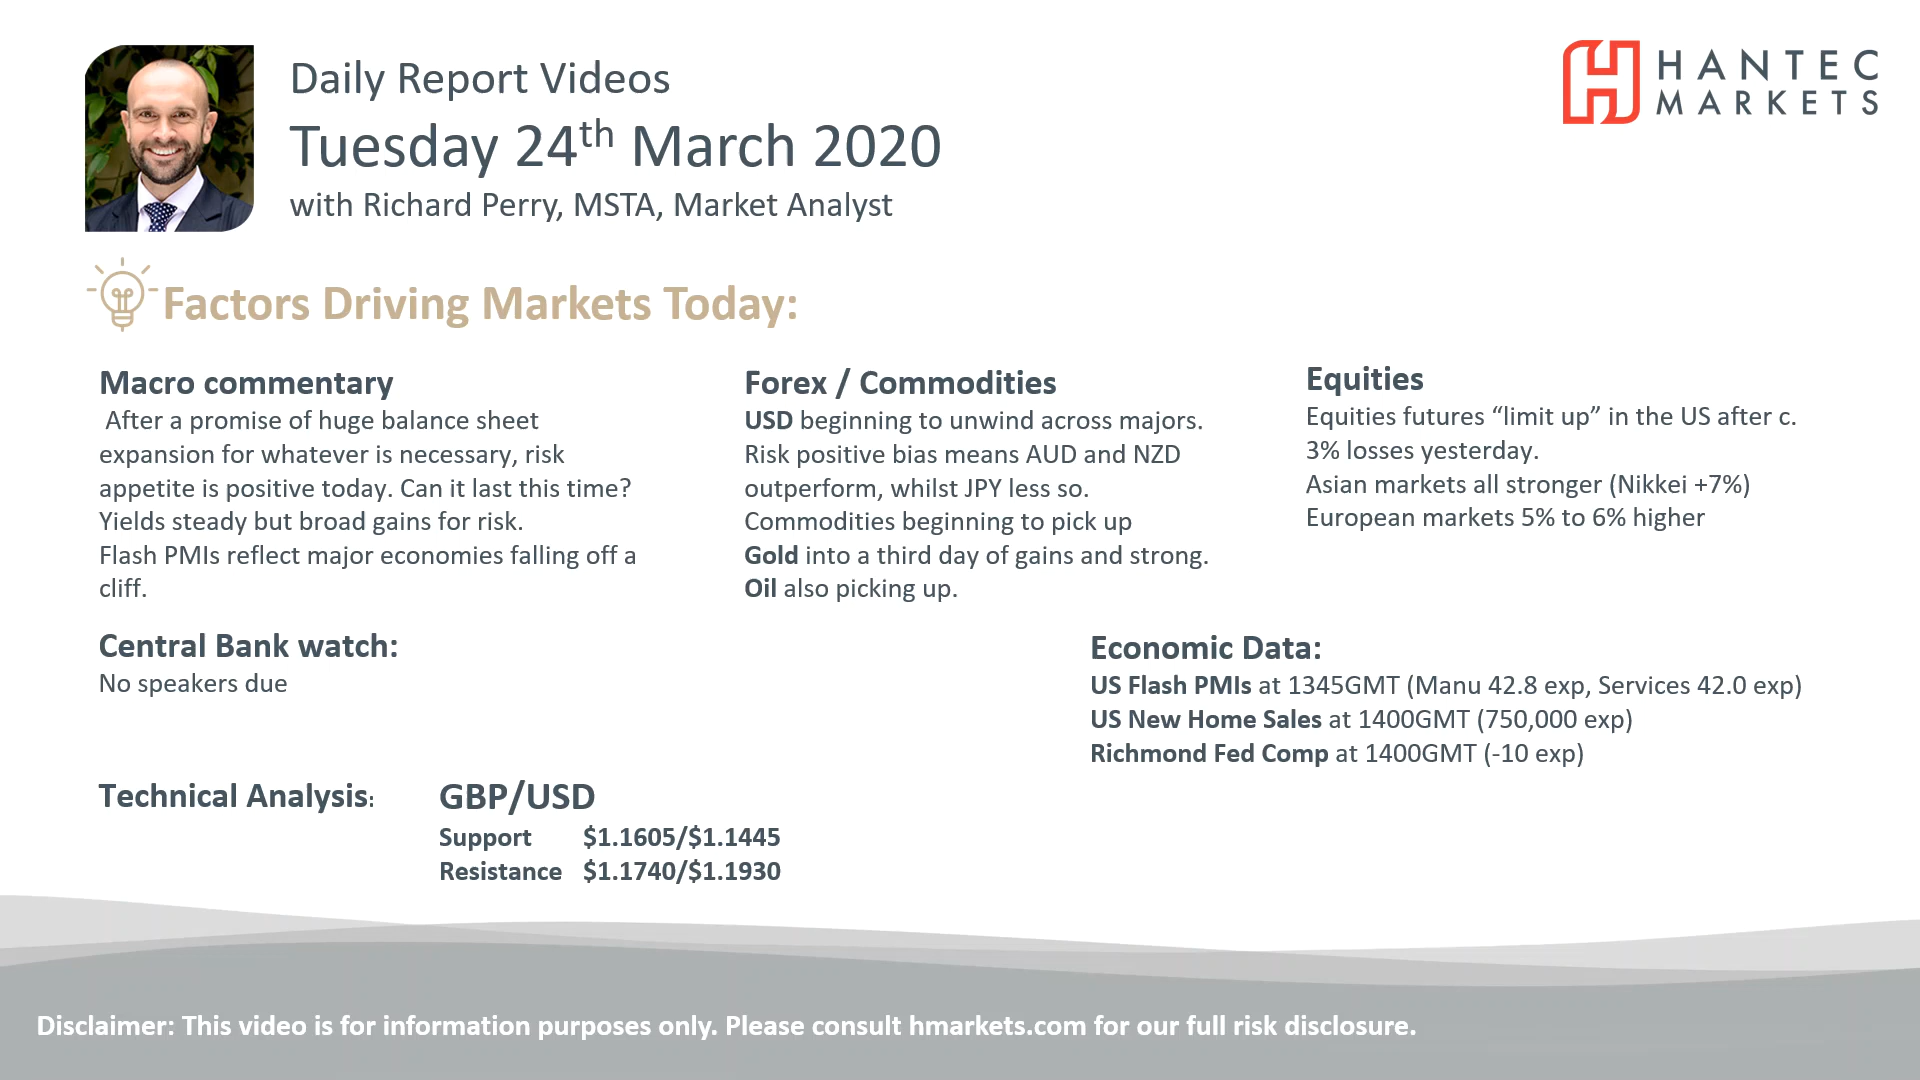 Daily Report Videos
Tuesday 24th March 2020
with Richard Perry, MSTA, Market Analyst
HANTEC
MARKETS
Factors Driving Markets Today:
Macro commentary
After a promise of huge balance sheet
expansion for whatever is necessary, risk
appetite is positive today. Can it last this time?
Yields steady but broad gains for risk.
Flash PMIs reflect major economies falling off a
cliff.
Forex / Commodities
USD beginning to unwind across majors.
Risk positive bias means AUD and NZD
outperform, whilst JPY less so.
Commodities beginning to pick up
Gold into a third day of gains and strong.
Oil also picking up.
Equities
Equities futures “limit up” in the US after c.
3% losses yesterday.
Asian markets all stronger (Nikkei +7%)
European markets 5% to 6% higher
Central Bank watch:
No speakers due
Economic Data:
US Flash PMIs at 1345GMT (Manu 42.8 exp, Services 42.0 exp)
US New Home Sales at 1400GMT (750,000 exp)
Richmond Fed Comp at 1400GMT (-10 exp)
Technical Analysis:
GBP/USD
Support $1.1605/$1.1445
Resistance $1.1740/$1.1930
Disclaimer: This video is for information purposes only. Please consult hmarkets.com for our full risk disclosure.